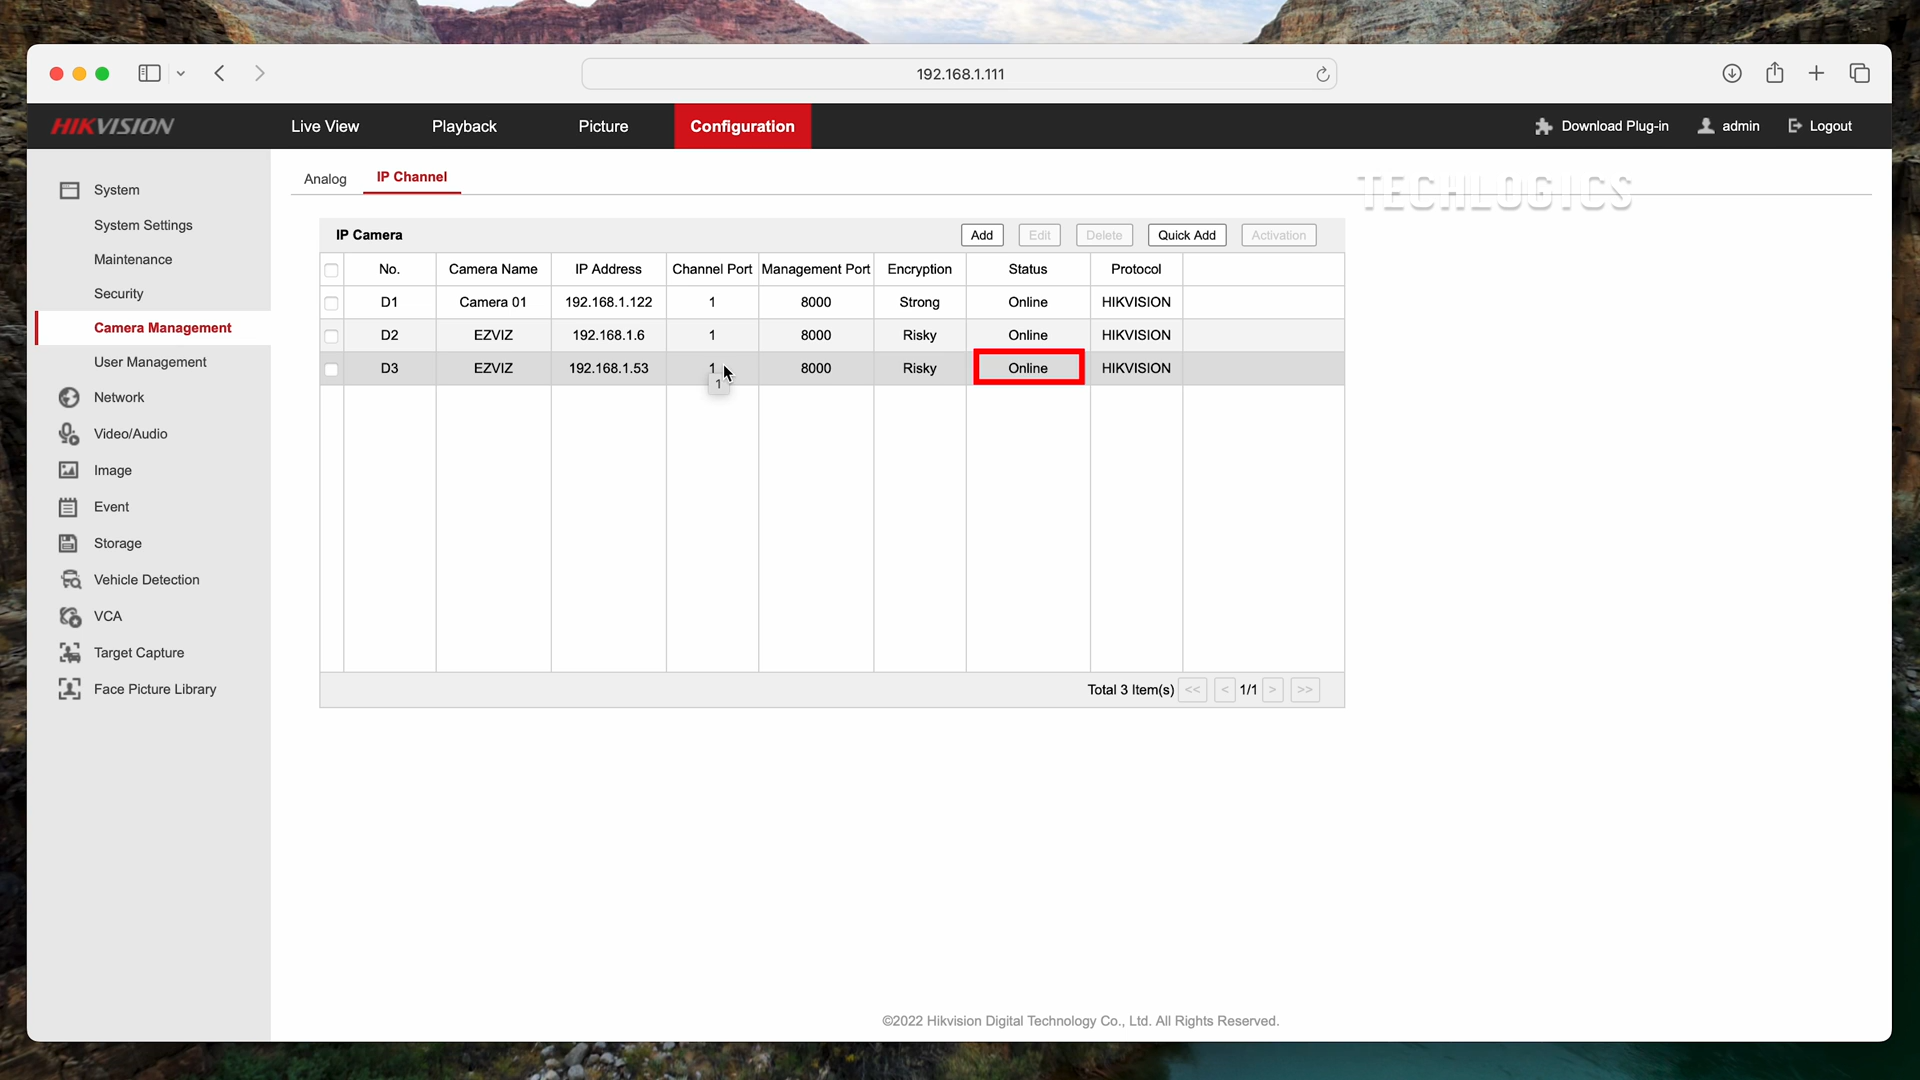 192.168.1.111
HIKVISION Live View Playback Picture Configuration Download Plug-in admin Logout
System
System Settings
Maintenance
Security
Camera Management
User Management
Network
Video/Audio
Image
Event
Storage
Vehicle Detection
VCA
Target Capture
Face Picture Library
Analog IP Channel
TECHLOGICS
IP Camera Add Edit Delete Quick Add Activation
No. Camera Name IP Address Channel Port Management Port Encryption Status Protocol
D1 Camera 01 192.168.1.122 1 8000 Strong Online HIKVISION
D2 EZVIZ 192.168.1.6 1 8000 Risky Online HIKVISION
D3 EZVIZ 192.168.1.53 1 8000 Risky Online HIKVISION
1
Total 3 Item(s) << < 1/1 > >>
©2022 Hikvision Digital Technology Co., Ltd. All Rights Reserved.